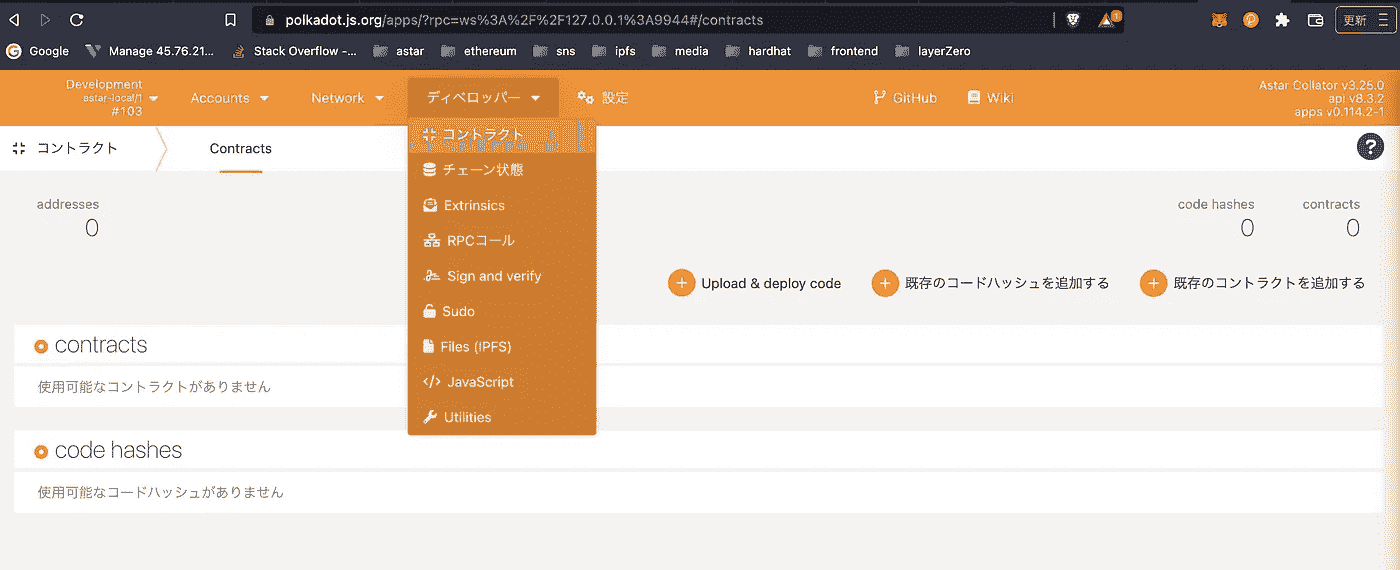 polkadot.js.org/apps/?rpc=ws%3A%2F%2F127.0.0.1%3A9944#/contracts
1
更新
Google
Manage 45.76.21...
Stack Overflow -...
astar
ethereum
sns
ipfs
media
hardhat
frontend
layerZero
Development
astar-local/1
#103
Accounts
Network
ディベロッパー
設定
GitHub
Wiki
Astar Collator v3.25.0
api v8.3.2
apps v0.114.2-1
コントラクト
Contracts
コントラクト
チェーン状態
Extrinsics
RPCコール
Sign and verify
Sudo
Files (IPFS)
JavaScript
Utilities
addresses
0
code hashes
0
contracts
0
Upload & deploy code
既存のコードハッシュを追加する
既存のコントラクトを追加する
contracts
使用可能なコントラクトがありません
code hashes
使用可能なコードハッシュがありません